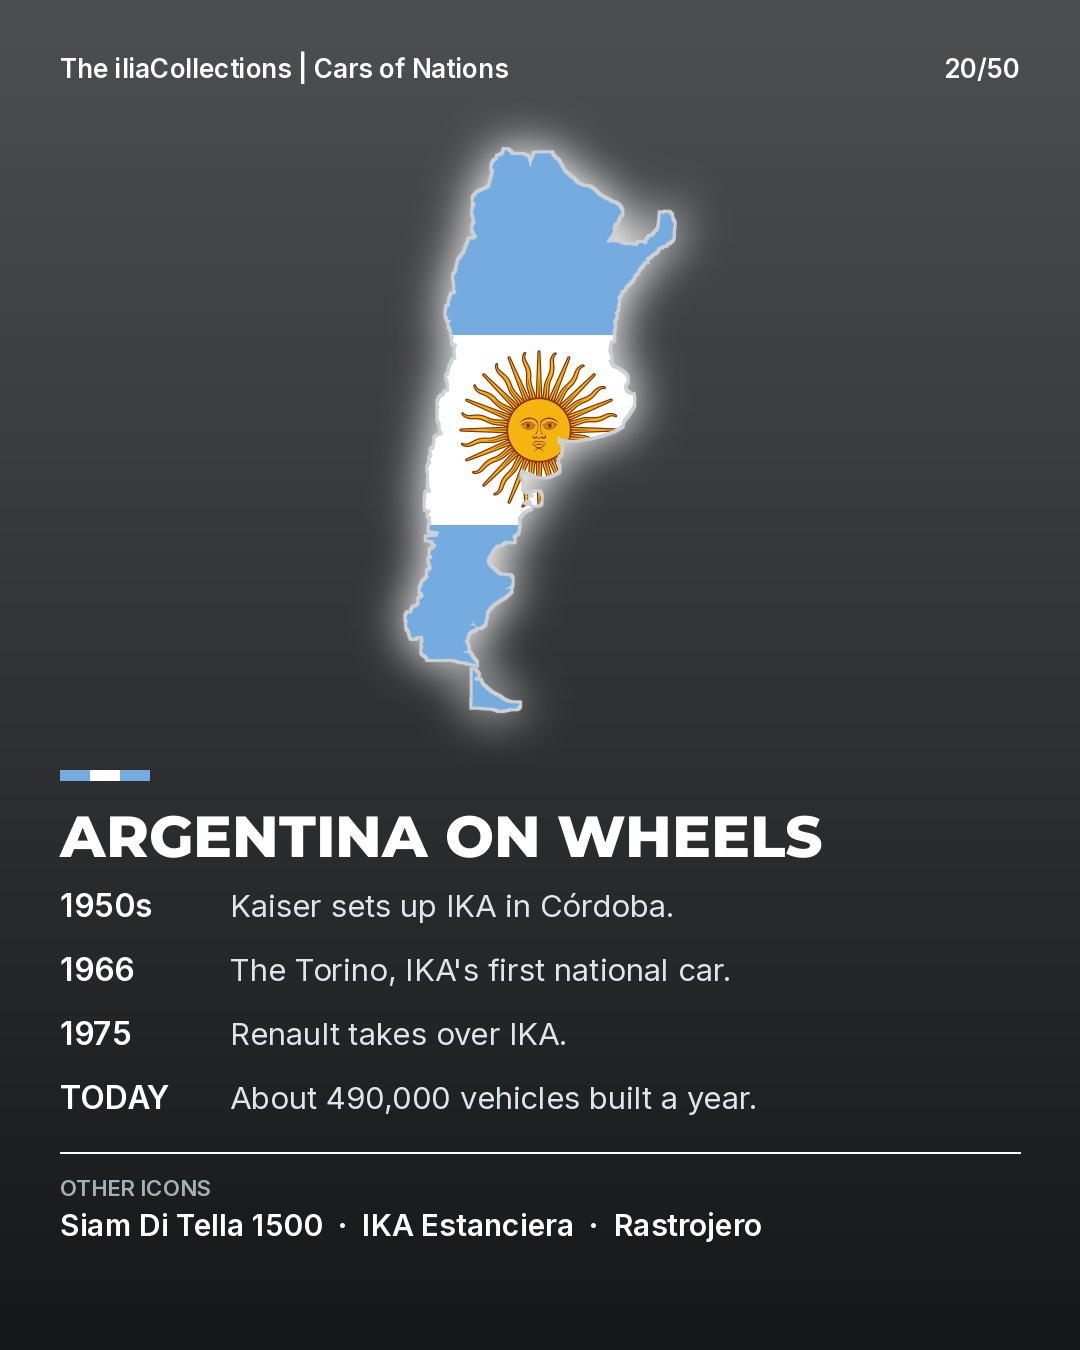 The iliaCollections | Cars of Nations
20/50
ARGENTINA ON WHEELS
1950s Kaiser sets up IKA in Córdoba.
1966 The Torino, IKA's first national car.
1975 Renault takes over IKA.
TODAY About 490,000 vehicles built a year.
OTHER ICONS
Siam Di Tella 1500 · IKA Estanciera · Rastrojero